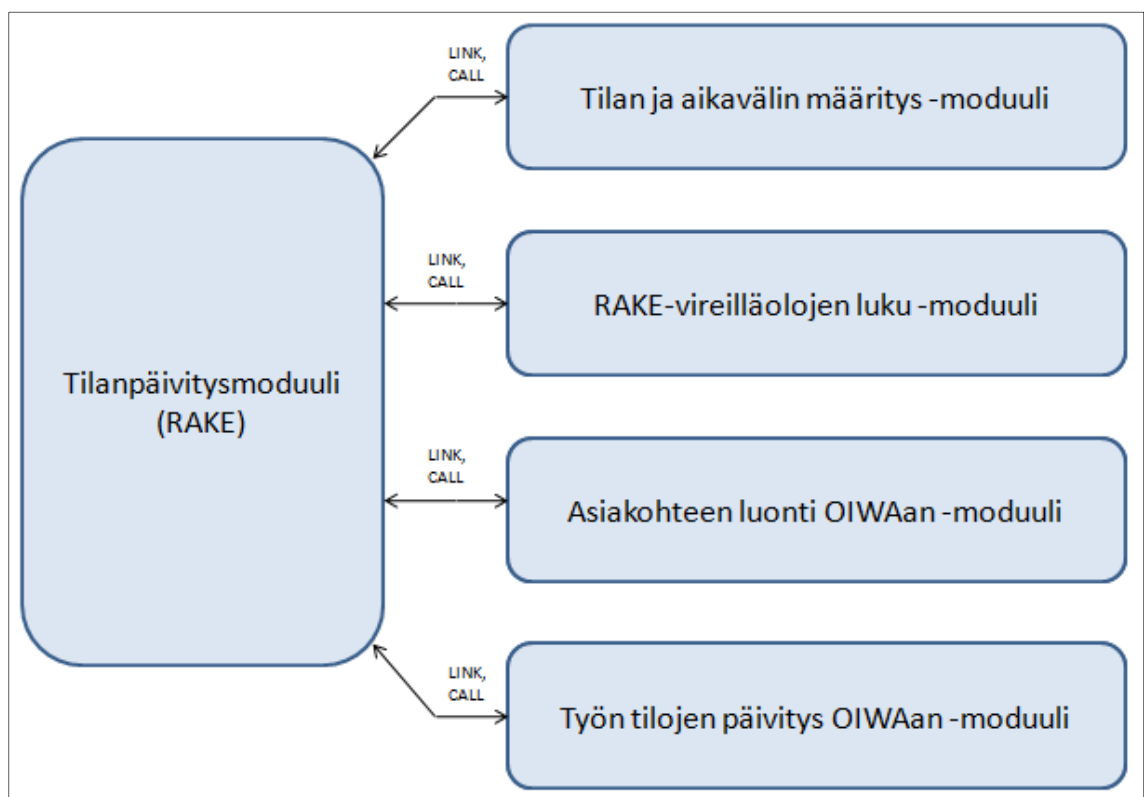 LINK,
CALL
Tilan ja aikavälin määritys -moduuli
LINK,
CALL
RAKE-vireilläolojen luku -moduuli
Tilanpäivitysmoduuli
(RAKE)
LINK,
CALL
Asiakohteen luonti OIWAan -moduuli
LINK,
CALL
Työn tilojen päivitys OIWAan -moduuli